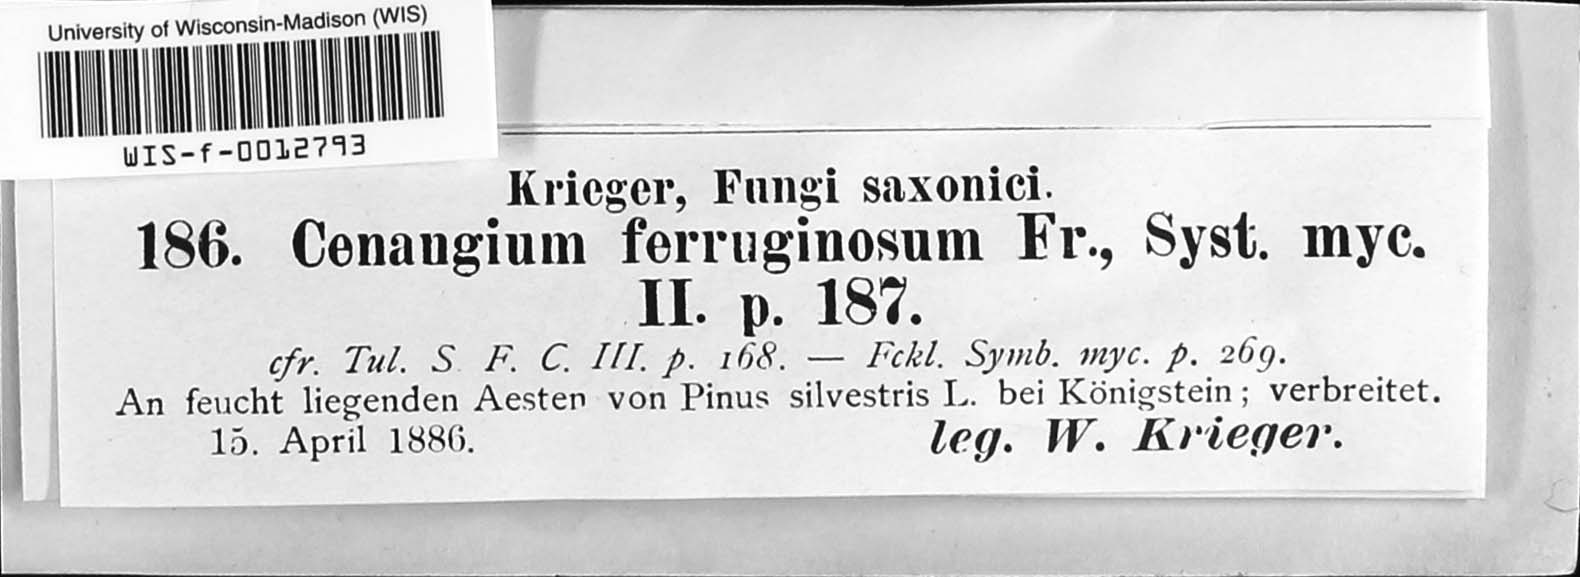 University of Wisconsin-Madison (WIS)
WIS-f-0012793
Krieger, Fungi saxonici.
186. Cenangium ferruginosum Fr., Syst. myc.
II. p. 187.
cfr. Tul. S. F. C. III. p. 168. — Fckl. Symb. myc. p. 269.
An feucht liegenden Aesten von Pinus silvestris L. bei Königstein; verbreitet.
15. April 1886. leg. W. Krieger.